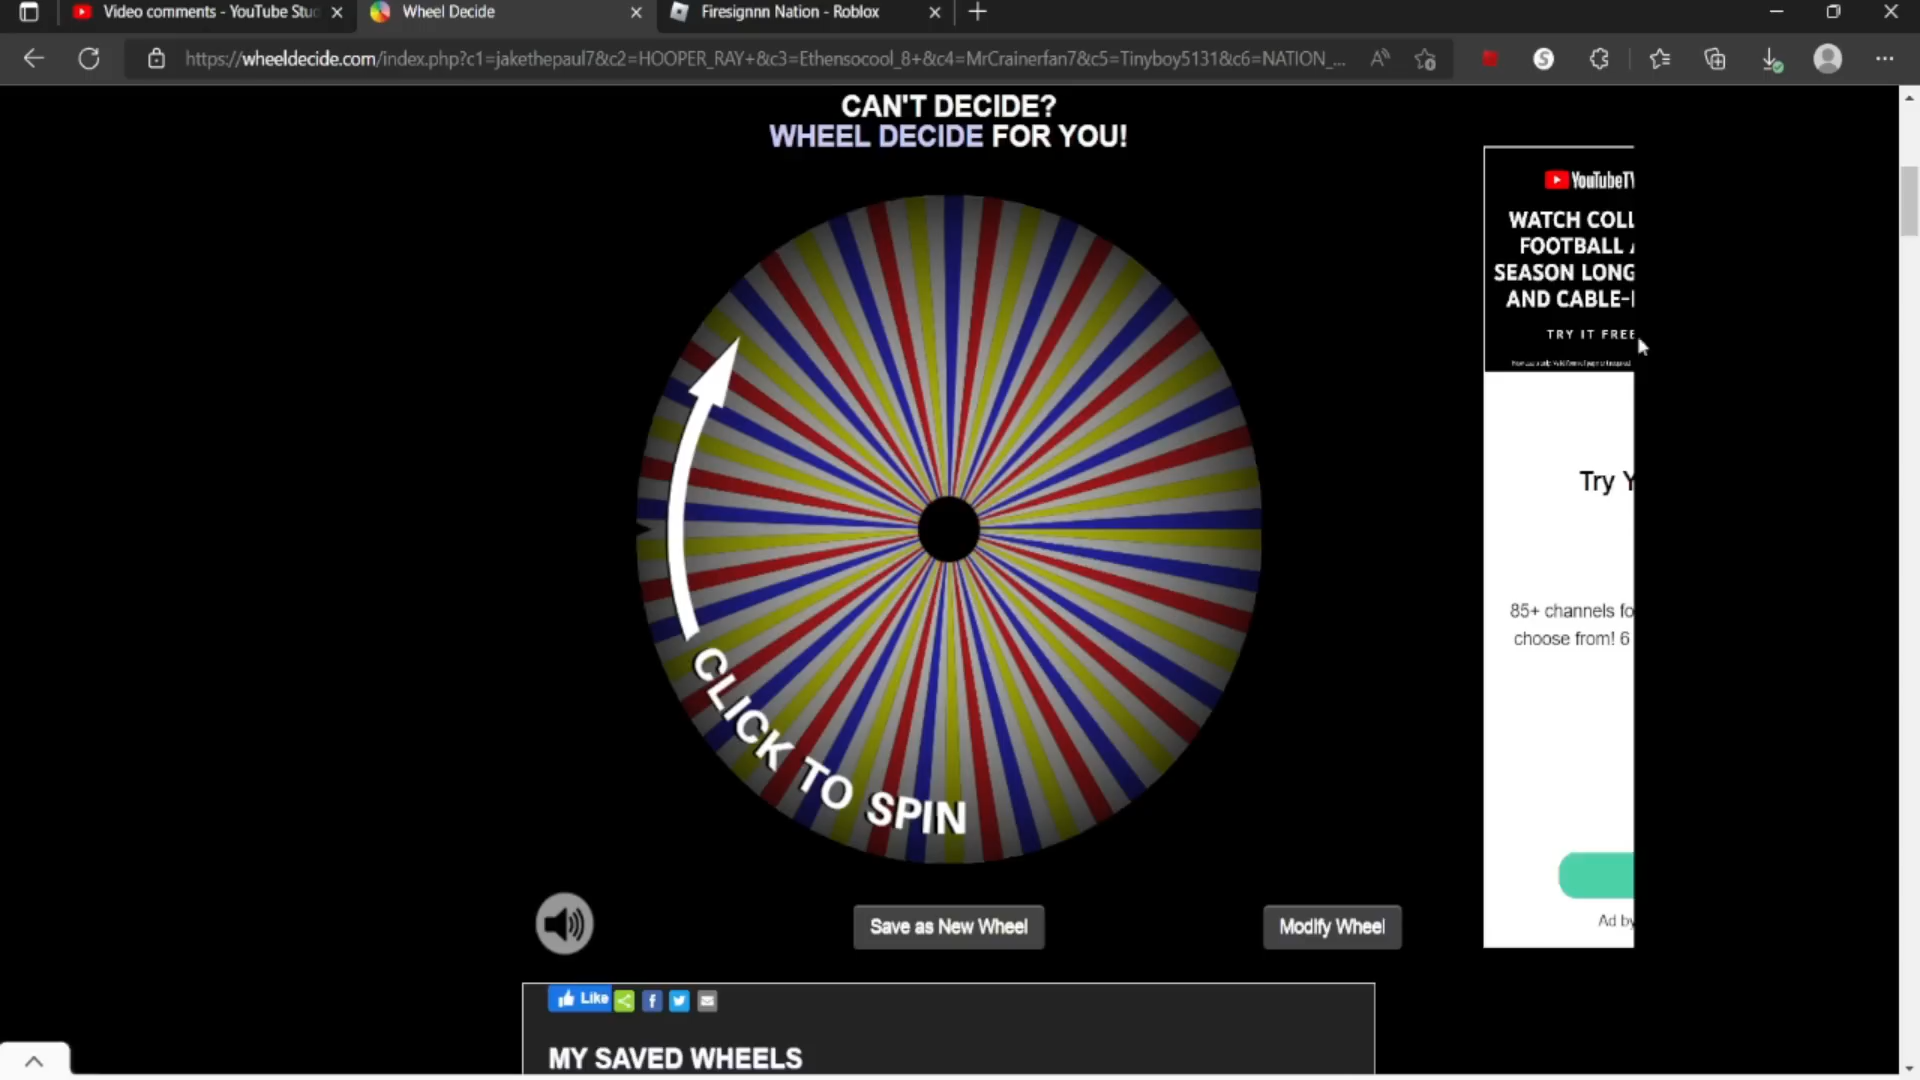 Video comments - YouTube Stu
Wheel Decide
Firesignnn Nation - Roblox
https://wheeldecide.com/index.php?c1=jakethepaul7&c2=HOOPER_RAY+&c3=Ethensocool_8+&c4=MrCrainerfan7&c5=Tinyboy5131&c6=NATION_...
CAN'T DECIDE?
WHEEL DECIDE FOR YOU!
CLICK TO SPIN
YouTubeTV
WATCH COLL
FOOTBALL
SEASON LONG
AND CABLE-
TRY IT FREE
Try Y
85+ channels fo
choose from! 6
Ad by
Save as New Wheel
Modify Wheel
Like
MY SAVED WHEELS